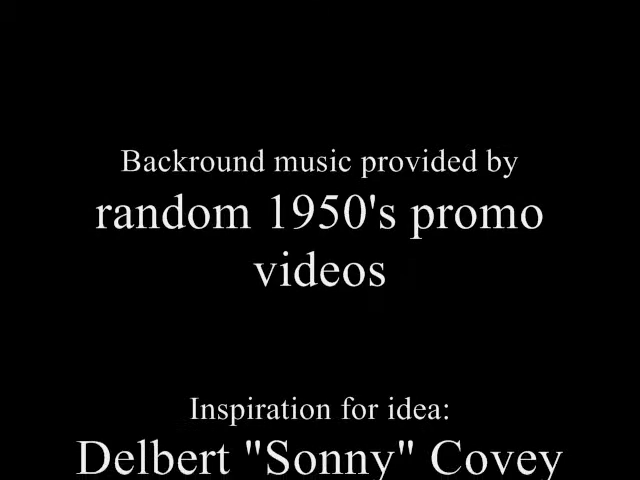 Backround music provided by
random 1950's promo
videos
Inspiration for idea:
Delbert "Sonny" Covey